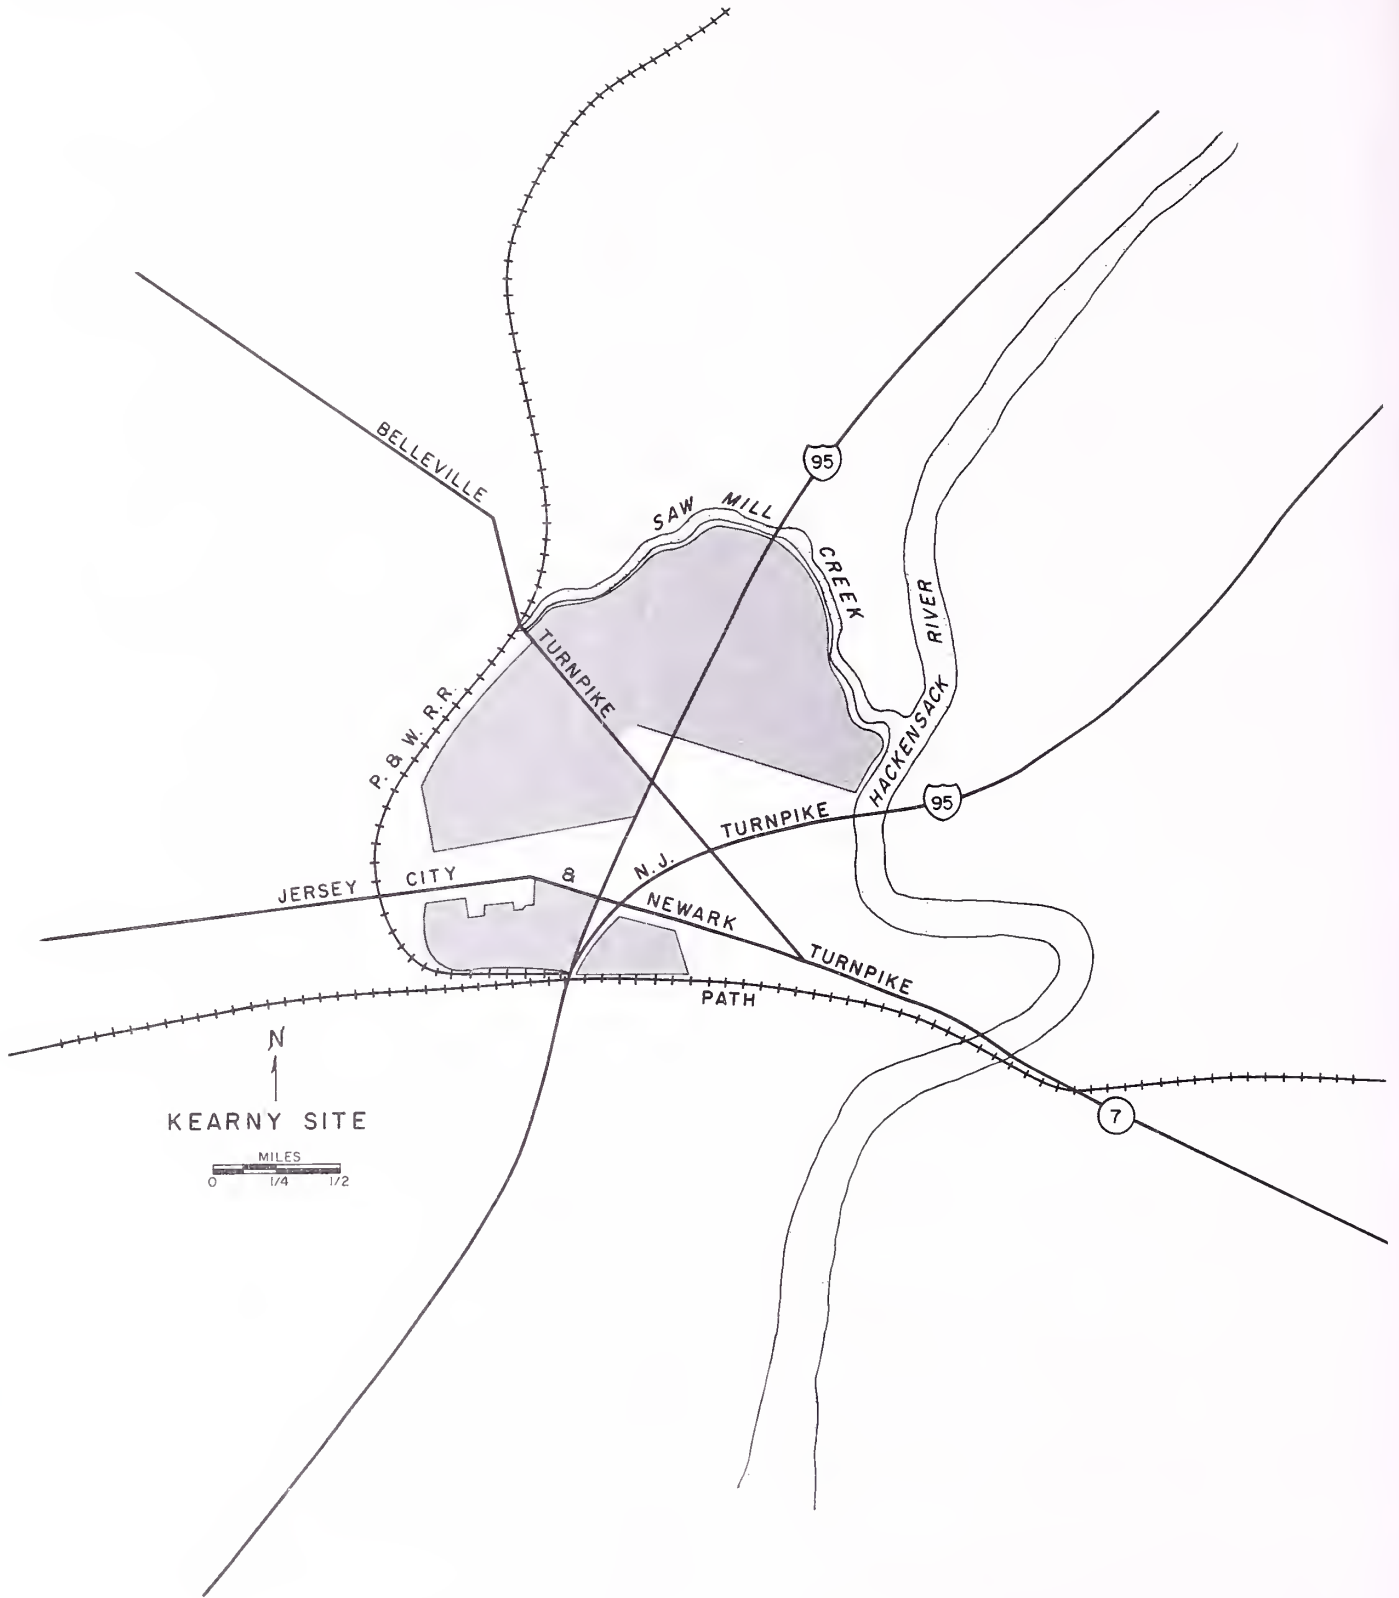 BELLEVILLE
TURNPIKE
95
SAW MILL
CREEK
HACKENSACK RIVER
P. & W. R.R.
95
N.J. TURNPIKE
JERSEY CITY & NEWARK TURNPIKE
PATH
7
N
KEARNY SITE
MILES
0 1/4 1/2